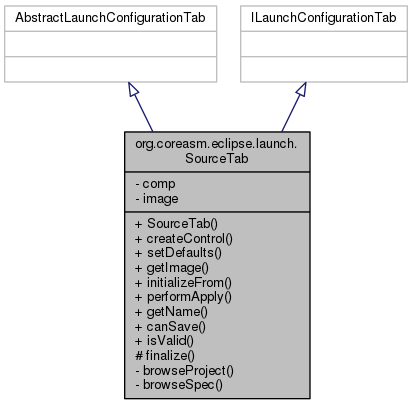 AbstractLaunchConfigurationTab
ILaunchConfigurationTab
org.coreasm.eclipse.launch.
SourceTab
- comp
- image
+ SourceTab()
+ createControl()
+ setDefaults()
+ getImage()
+ initializeFrom()
+ performApply()
+ getName()
+ canSave()
+ isValid()
# finalize()
- browseProject()
- browseSpec()